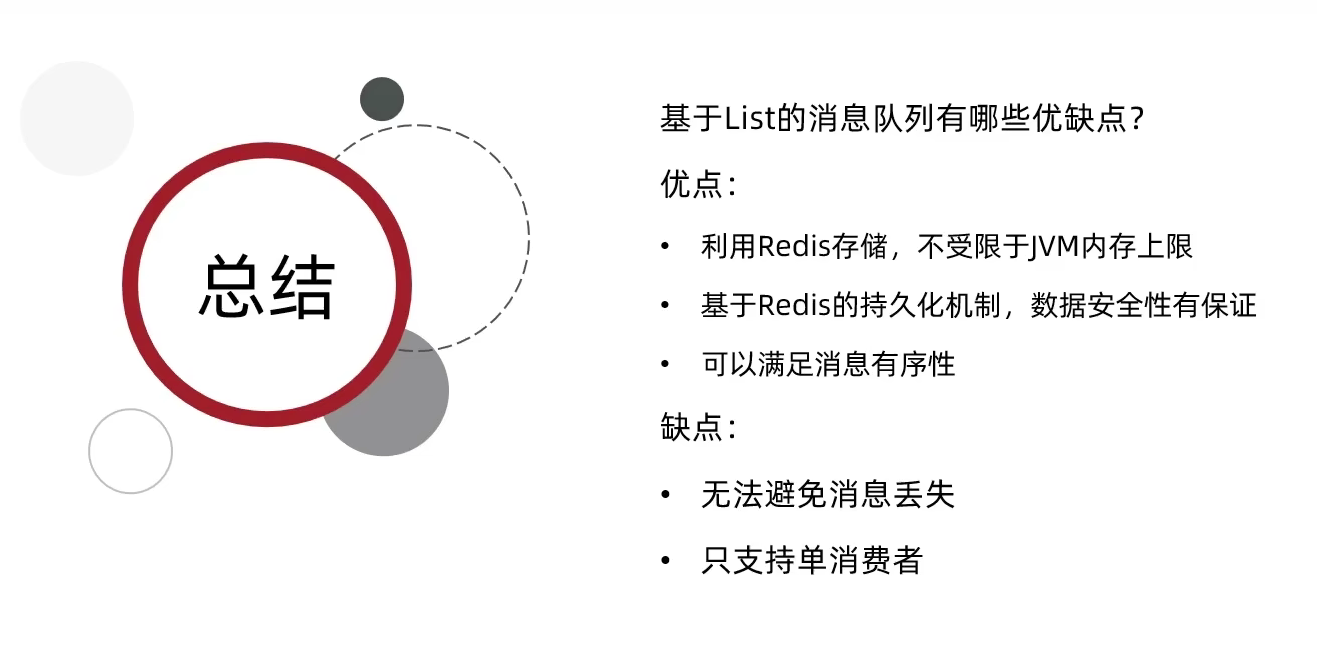 总结
基于List的消息队列有哪些优缺点？
优点：
• 利用Redis存储，不受限于JVM内存上限
• 基于Redis的持久化机制，数据安全性有保证
• 可以满足消息有序性
缺点：
• 无法避免消息丢失
• 只支持单消费者